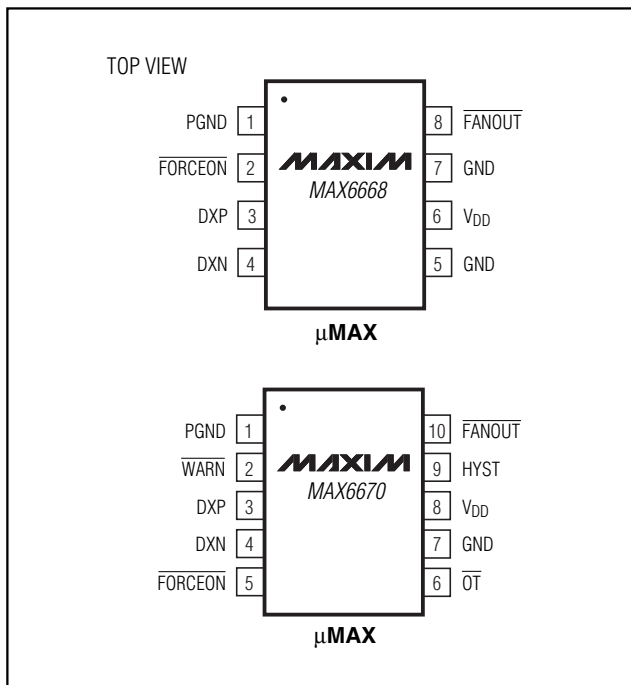 TOP VIEW
PGND 1
8 FANOUT
FORCEON 2
MAXIM
7 GND
MAX6668
DXP 3
6 VDD
DXN 4
5 GND
µMAX
PGND 1
10 FANOUT
WARN 2
MAXIM
9 HYST
MAX6670
DXP 3
8 VDD
DXN 4
7 GND
FORCEON 5
6 OT
µMAX